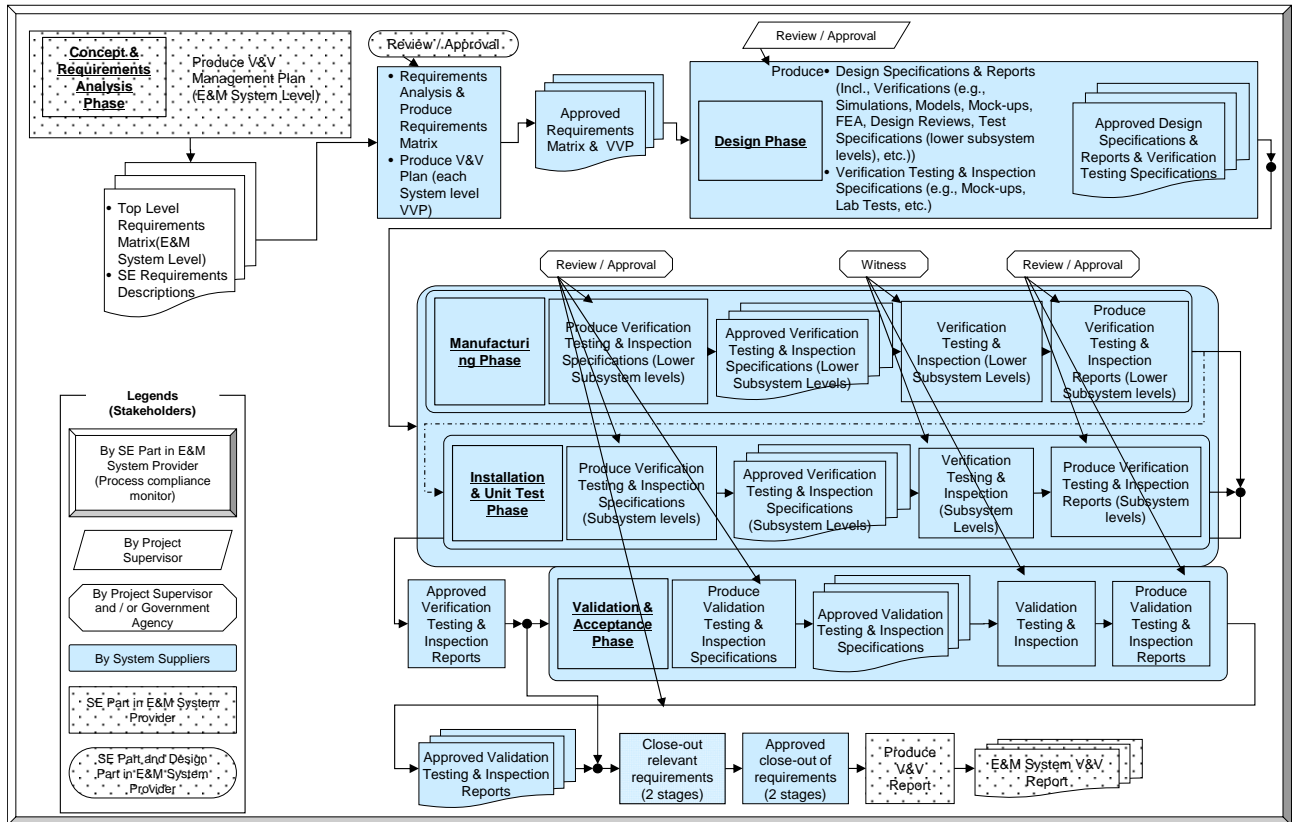 Concept &
Requirements
Analysis
Phase
Produce V&V
Management Plan
(E&M System Level)
Review / Approval
• Requirements
Analysis &
Produce
Requirements
Matrix
• Produce V&V
Plan (each
System level
VVP)
Approved
Requirements
Matrix & VVP
Review / Approval
Design Phase
Produce• Design Specifications & Reports
(Incl., Verifications (e.g.,
Simulations, Models, Mock-ups,
FEA, Design Reviews, Test
Specifications (lower subsystem
levels), etc.))
• Verification Testing & Inspection
Specifications (e.g., Mock-ups,
Lab Tests, etc.)
Approved Design
Specifications &
Reports & Verification
Testing Specifications
• Top Level
Requirements
Matrix(E&M
System Level)
• SE Requirements
Descriptions
Review / Approval
Witness
Review / Approval
Manufacturi
ng Phase
Produce Verification
Testing & Inspection
Specifications (Lower
Subsystem levels)
Approved Verification
Testing & Inspection
Specifications (Lower
Subsystem Levels)
Verification
Testing &
Inspection (Lower
Subsystem Levels)
Produce
Verification
Testing &
Inspection
Reports (Lower
Subsystem levels)
Installation
& Unit Test
Phase
Produce Verification
Testing & Inspection
Specifications
(Subsystem levels)
Approved Verification
Testing & Inspection
Specifications
(Subsystem Levels)
Verification
Testing &
Inspection
(Subsystem
Levels)
Produce Verification
Testing & Inspection
Reports (Subsystem
levels)
Approved
Verification
Testing &
Inspection
Reports
Validation &
Acceptance
Phase
Produce
Validation
Testing &
Inspection
Specifications
Approved Validation
Testing & Inspection
Specifications
Validation
Testing &
Inspection
Produce
Validation
Testing &
Inspection
Reports
Approved Validation
Testing & Inspection
Reports
Close-out
relevant
requirements
(2 stages)
Approved
close-out of
requirements
(2 stages)
Produce
V&V
Report
E&M System V&V
Report
Legends
(Stakeholders)
By SE Part in E&M
System Provider
(Process compliance
monitor)
By Project
Supervisor
By Project Supervisor
and / or Government
Agency
By System Suppliers
SE Part in E&M System
Provider
SE Part and Design
Part in E&M System
Provider